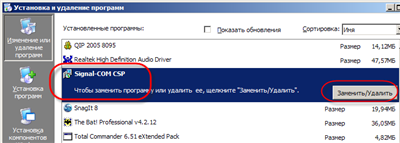 Установка и удаление программ
Изменение или удаление программ
Установка программ
Установка компонентов
Установленные программы:
Показать обновления
Сортировка: Имя
QIP 2005 8095 Размер 14,12МБ
Realtek High Definition Audio Driver Размер 47,57МБ
Signal-COM CSP
Чтобы заменить программу или удалить ее, щелкните "Заменить/Удалить".
Заменить/Удалить
SnagIt 8 Размер 19,94МБ
The Bat! Professional v4.2.12 Размер 36,05МБ
Total Commander 6.51 eXtended Pack Размер 4,82МБ